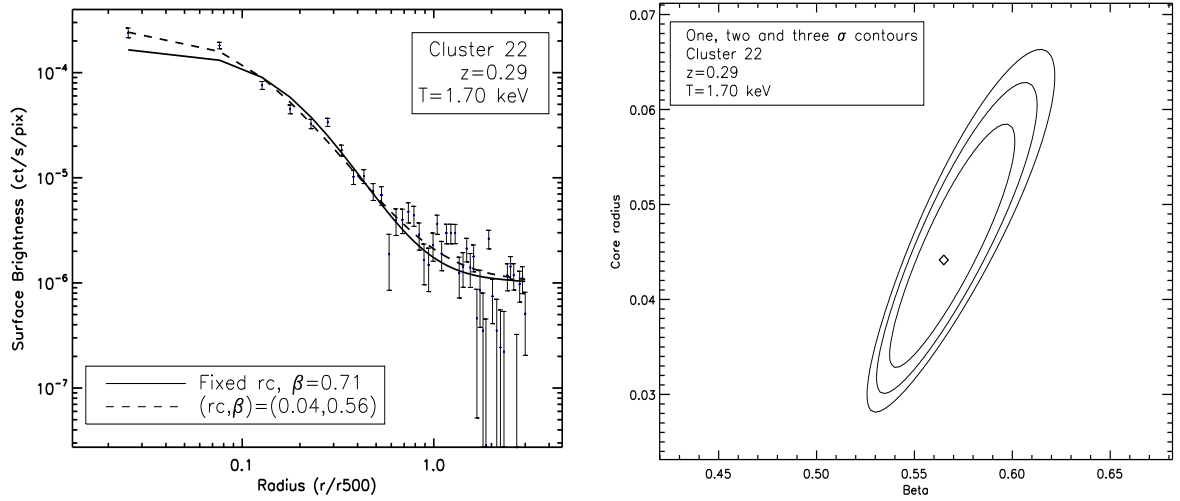 Cluster 22
z=0.29
T=1.70 keV
10⁻⁴
10⁻⁵
10⁻⁶
10⁻⁷
Surface Brightness (ct/s/pix)
Fixed rc, β=0.71
(rc,β)=(0.04,0.56)
0.1
1.0
Radius (r/r500)
One, two and three σ contours
Cluster 22
z=0.29
T=1.70 keV
0.07
0.06
0.05
0.04
0.03
Core radius
0.45
0.50
0.55
0.60
0.65
Beta